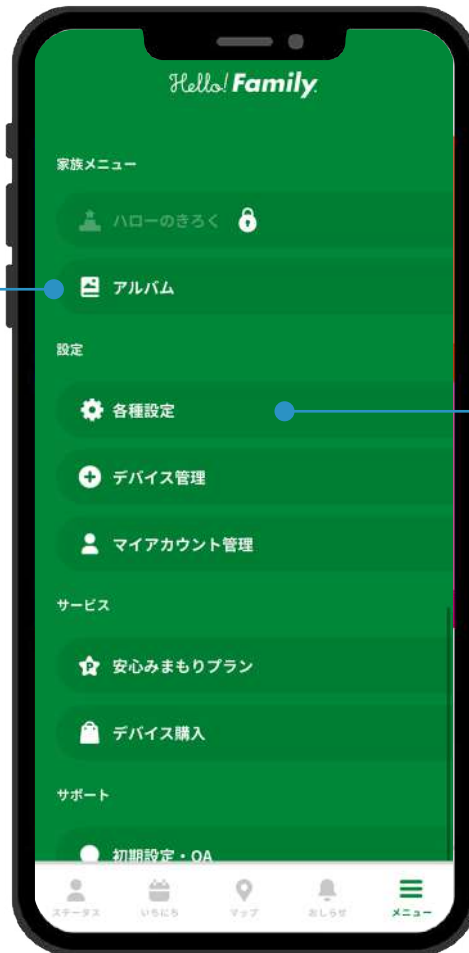 Hello! Family.
家族メニュー
ハローのきろく
アルバム
設定
各種設定
デバイス管理
マイアカウント管理
サービス
P 安心みまもりプラン
デバイス購入
サポート
初期設定・QA
ステータス
いちにち
マップ
おしらせ
メニュー